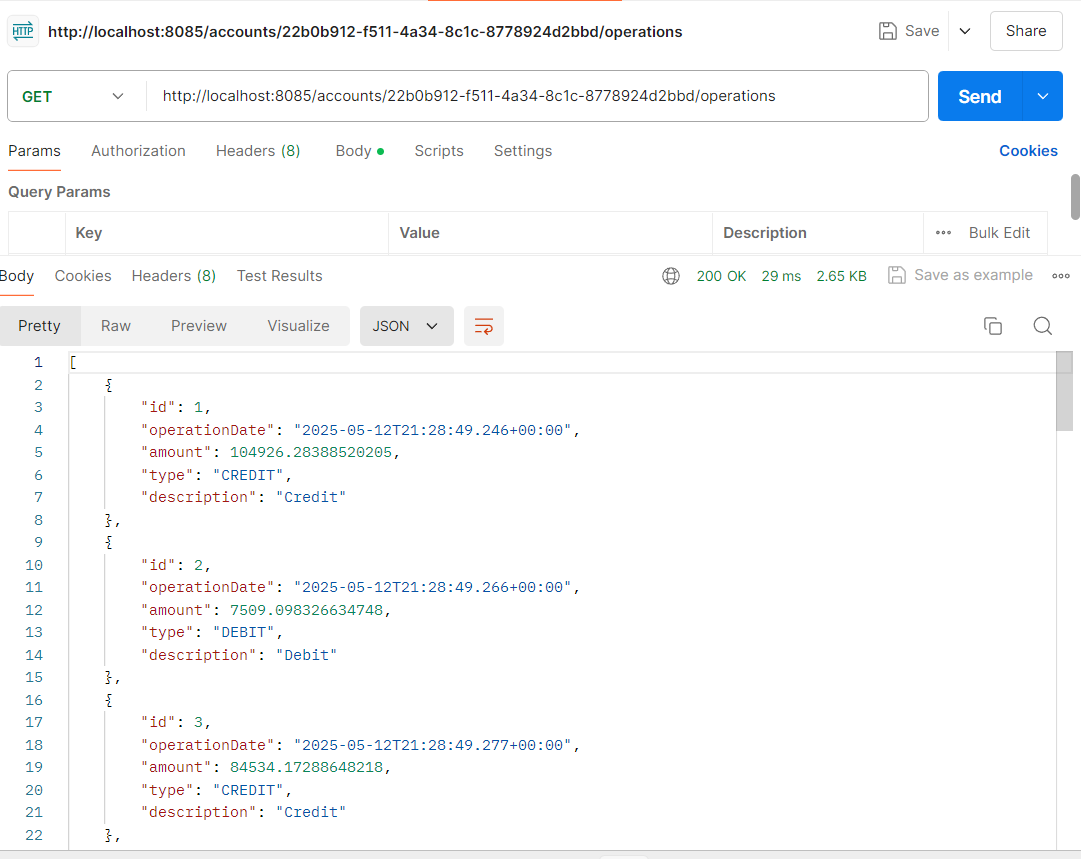 HTTP http://localhost:8085/accounts/22b0b912-f511-4a34-8c1c-8778924d2bbd/operations Save Share
GET http://localhost:8085/accounts/22b0b912-f511-4a34-8c1c-8778924d2bbd/operations Send
Params Authorization Headers (8) Body Scripts Settings Cookies
Query Params
Key Value Description Bulk Edit
Body Cookies Headers (8) Test Results 200 OK 29 ms 2.65 KB Save as example
Pretty Raw Preview Visualize JSON
1 [
2 {
3 "id": 1,
4 "operationDate": "2025-05-12T21:28:49.246+00:00",
5 "amount": 104926.28388520205,
6 "type": "CREDIT",
7 "description": "Credit"
8 },
9 {
10 "id": 2,
11 "operationDate": "2025-05-12T21:28:49.266+00:00",
12 "amount": 7509.098326634748,
13 "type": "DEBIT",
14 "description": "Debit"
15 },
16 {
17 "id": 3,
18 "operationDate": "2025-05-12T21:28:49.277+00:00",
19 "amount": 84534.17288648218,
20 "type": "CREDIT",
21 "description": "Credit"
22 },